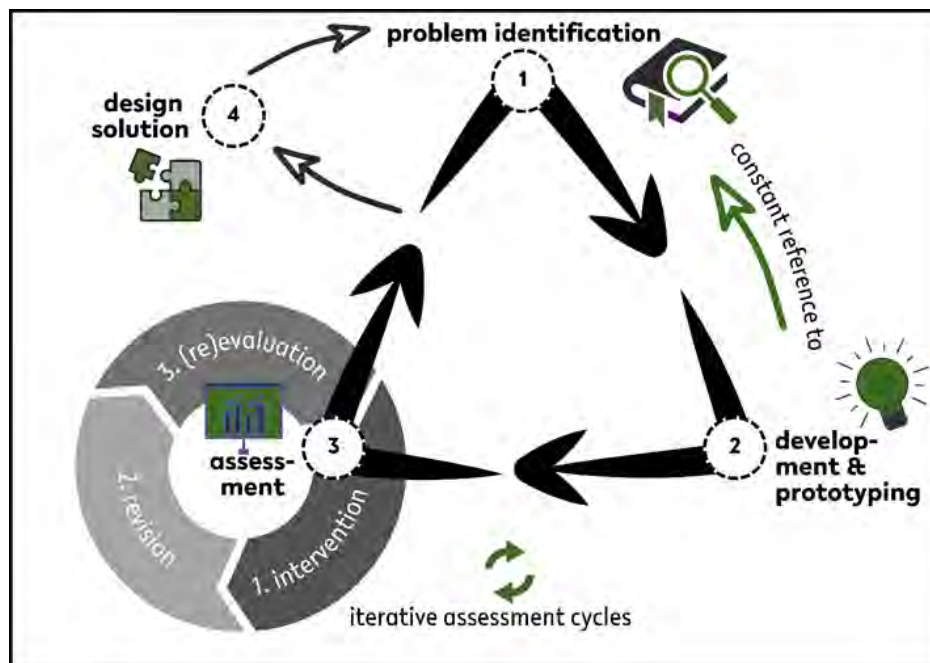 problem identification
1
design
solution
4
constant reference to
2
develop-
ment &
prototyping
3
assess-
ment
3. (re)evaluation
2. revision
1. intervention
iterative assessment cycles